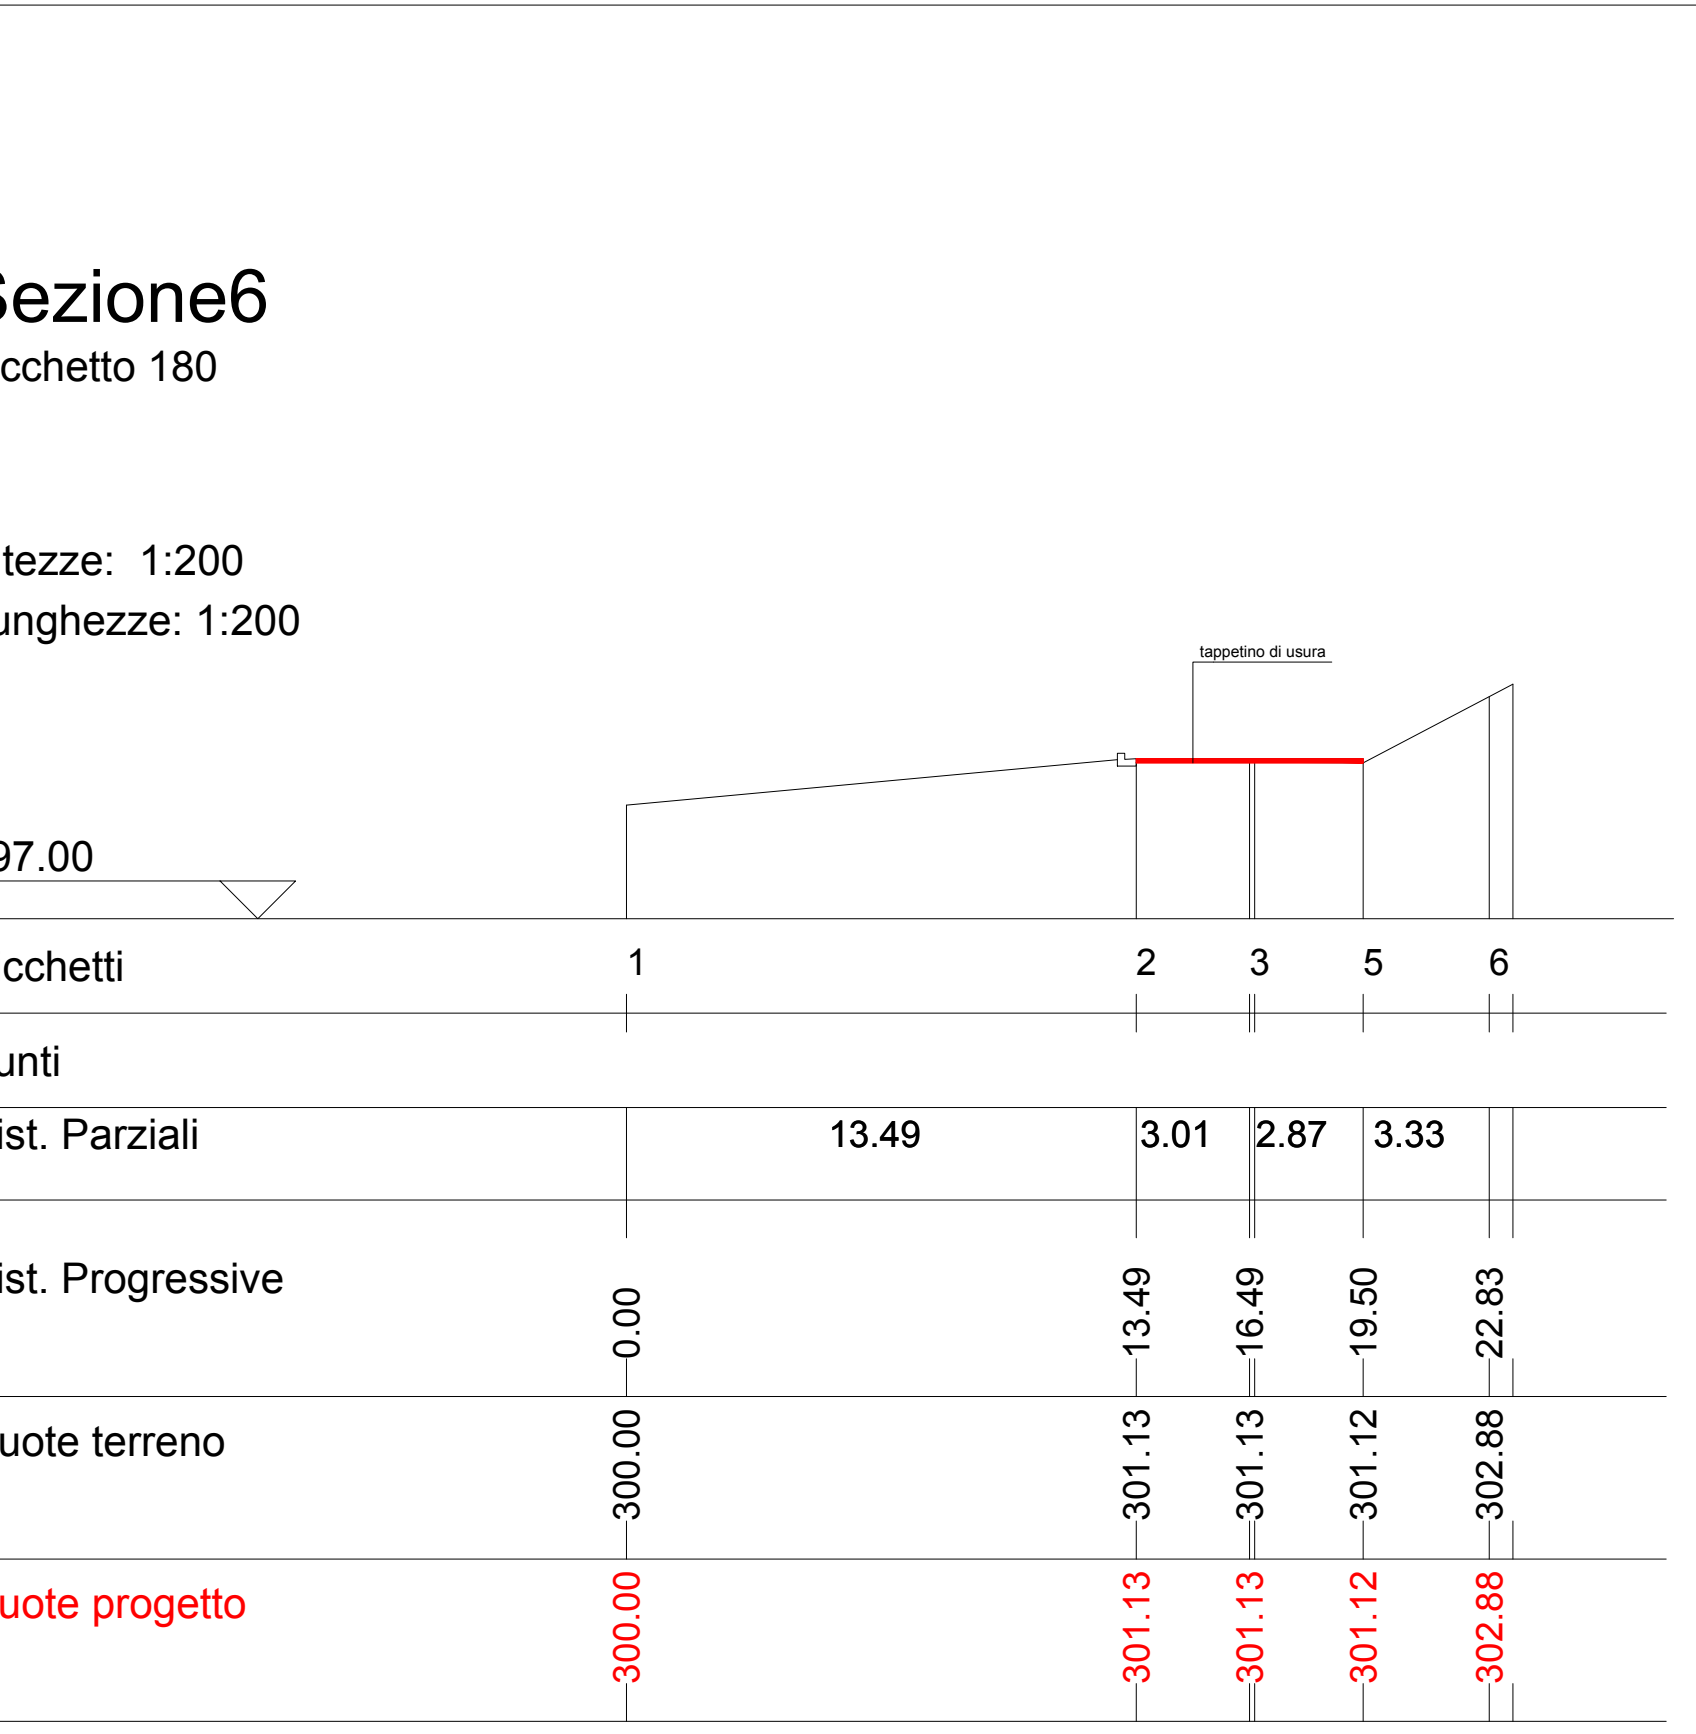 Sezione6
cchetto 180
tezze: 1:200
unghezze: 1:200
tappetino di usura
97.00
cchetti 1 2 3 5 6
unti
ist. Parziali 13.49 3.01 2.87 3.33
ist. Progressive 0.00 13.49 16.49 19.50 22.83
uote terreno 300.00 301.13 301.13 301.12 302.88
uote progetto 300.00 301.13 301.13 301.12 302.88